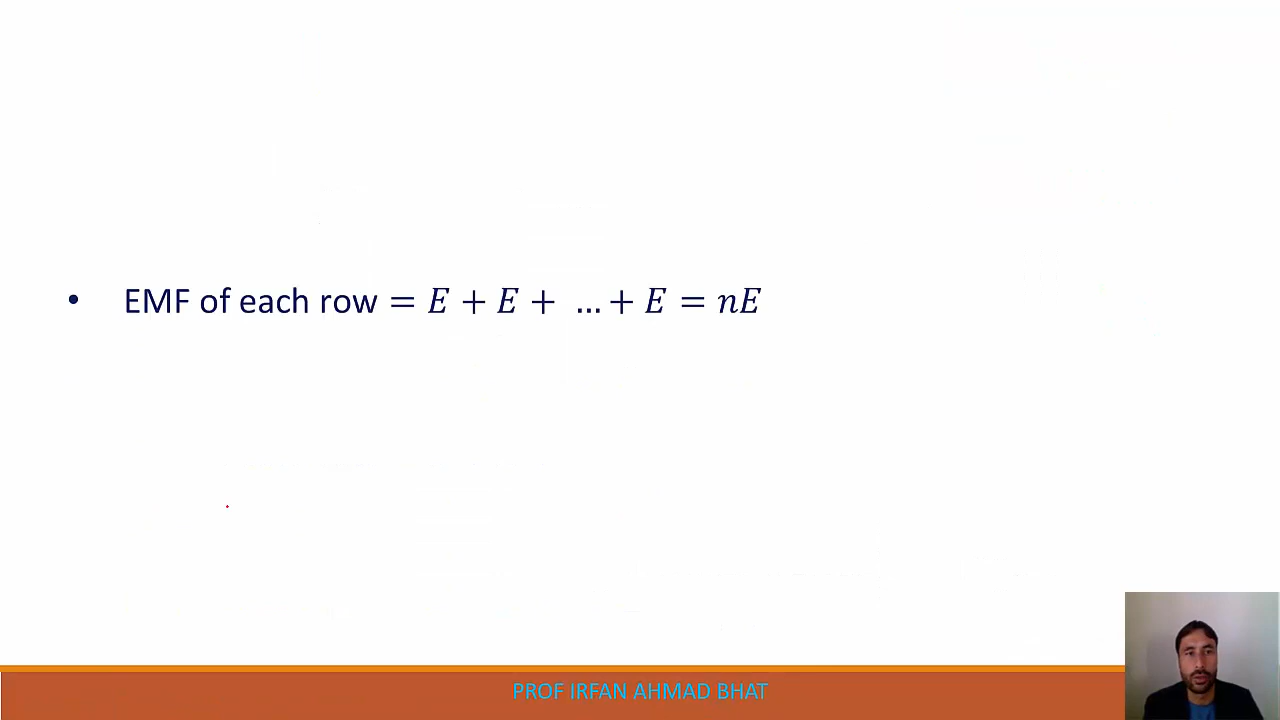 • EMF of each row = E + E + … + E = nE
PROF IRFAN AHMAD BHAT